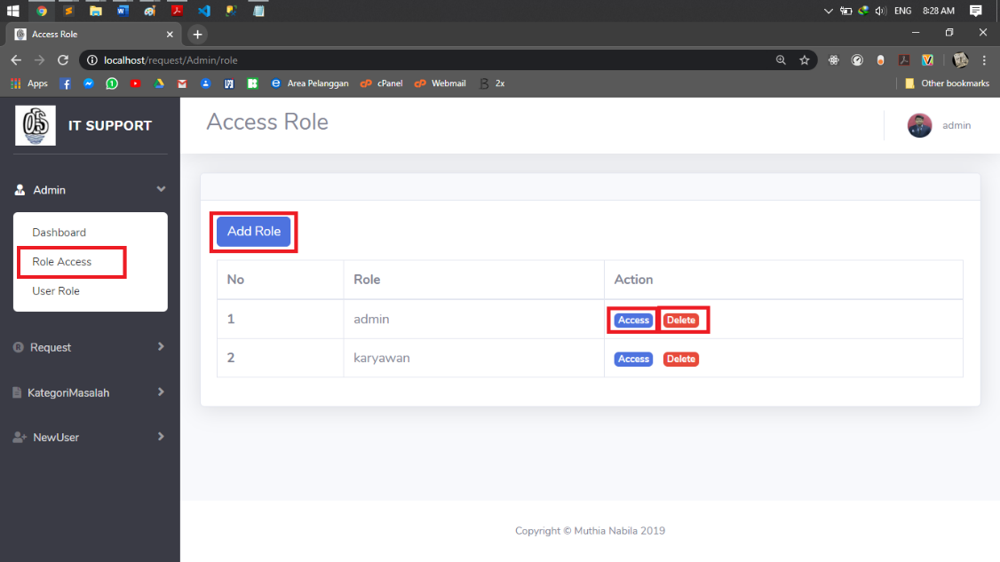 ENG 8:28 AM
Access Role
localhost/request/Admin/role
Apps Area Pelanggan cPanel Webmail 2x Other bookmarks
IT SUPPORT
Access Role
admin
Admin
Dashboard
Role Access
User Role
Request
KategoriMasalah
NewUser
Add Role
No Role Action
1 admin Access Delete
2 karyawan Access Delete
Copyright © Muthia Nabila 2019